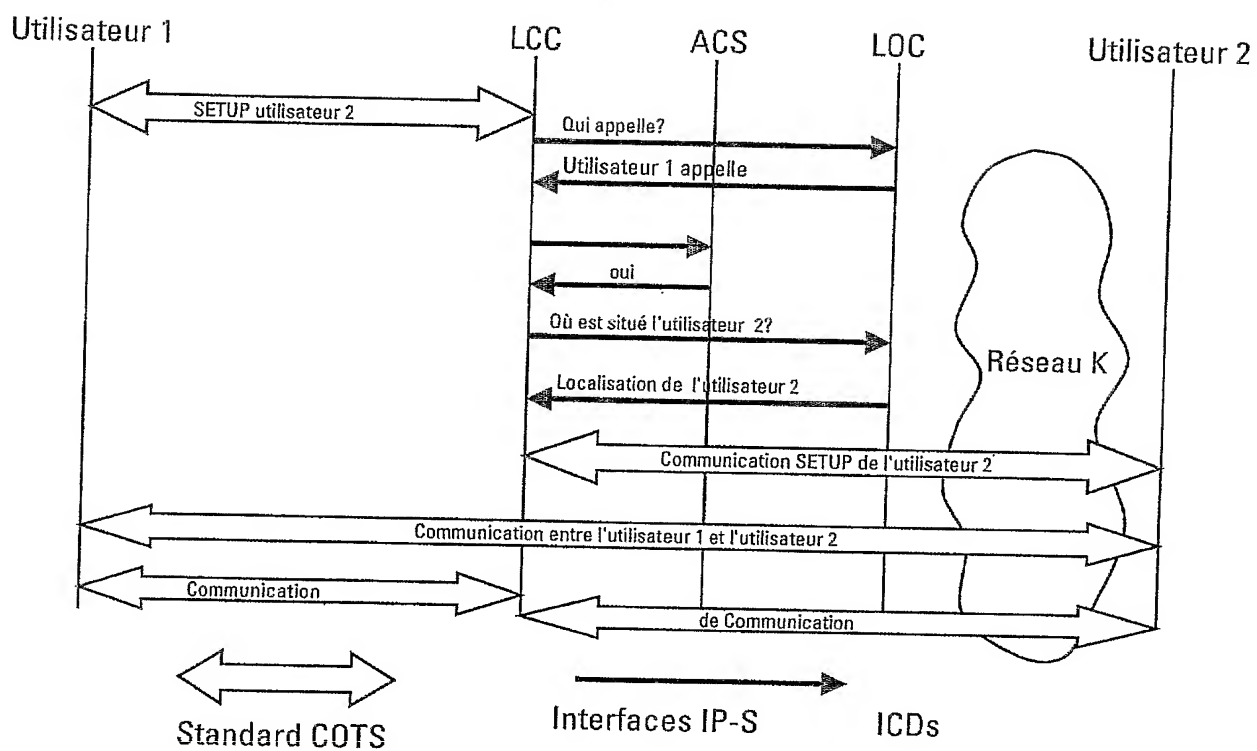 Utilisateur 1
LCC
ACS
LOC
Utilisateur 2
SETUP utilisateur 2
Qui appelle?
Utilisateur 1 appelle
oui
Où est situé l'utilisateur 2?
Réseau K
Localisation de l'utilisateur 2
Communication SETUP de l'utilisateur 2
Communication entre l'utilisateur 1 et l'utilisateur 2
Communication
de Communication
Standard COTS
Interfaces IP-S
ICDs